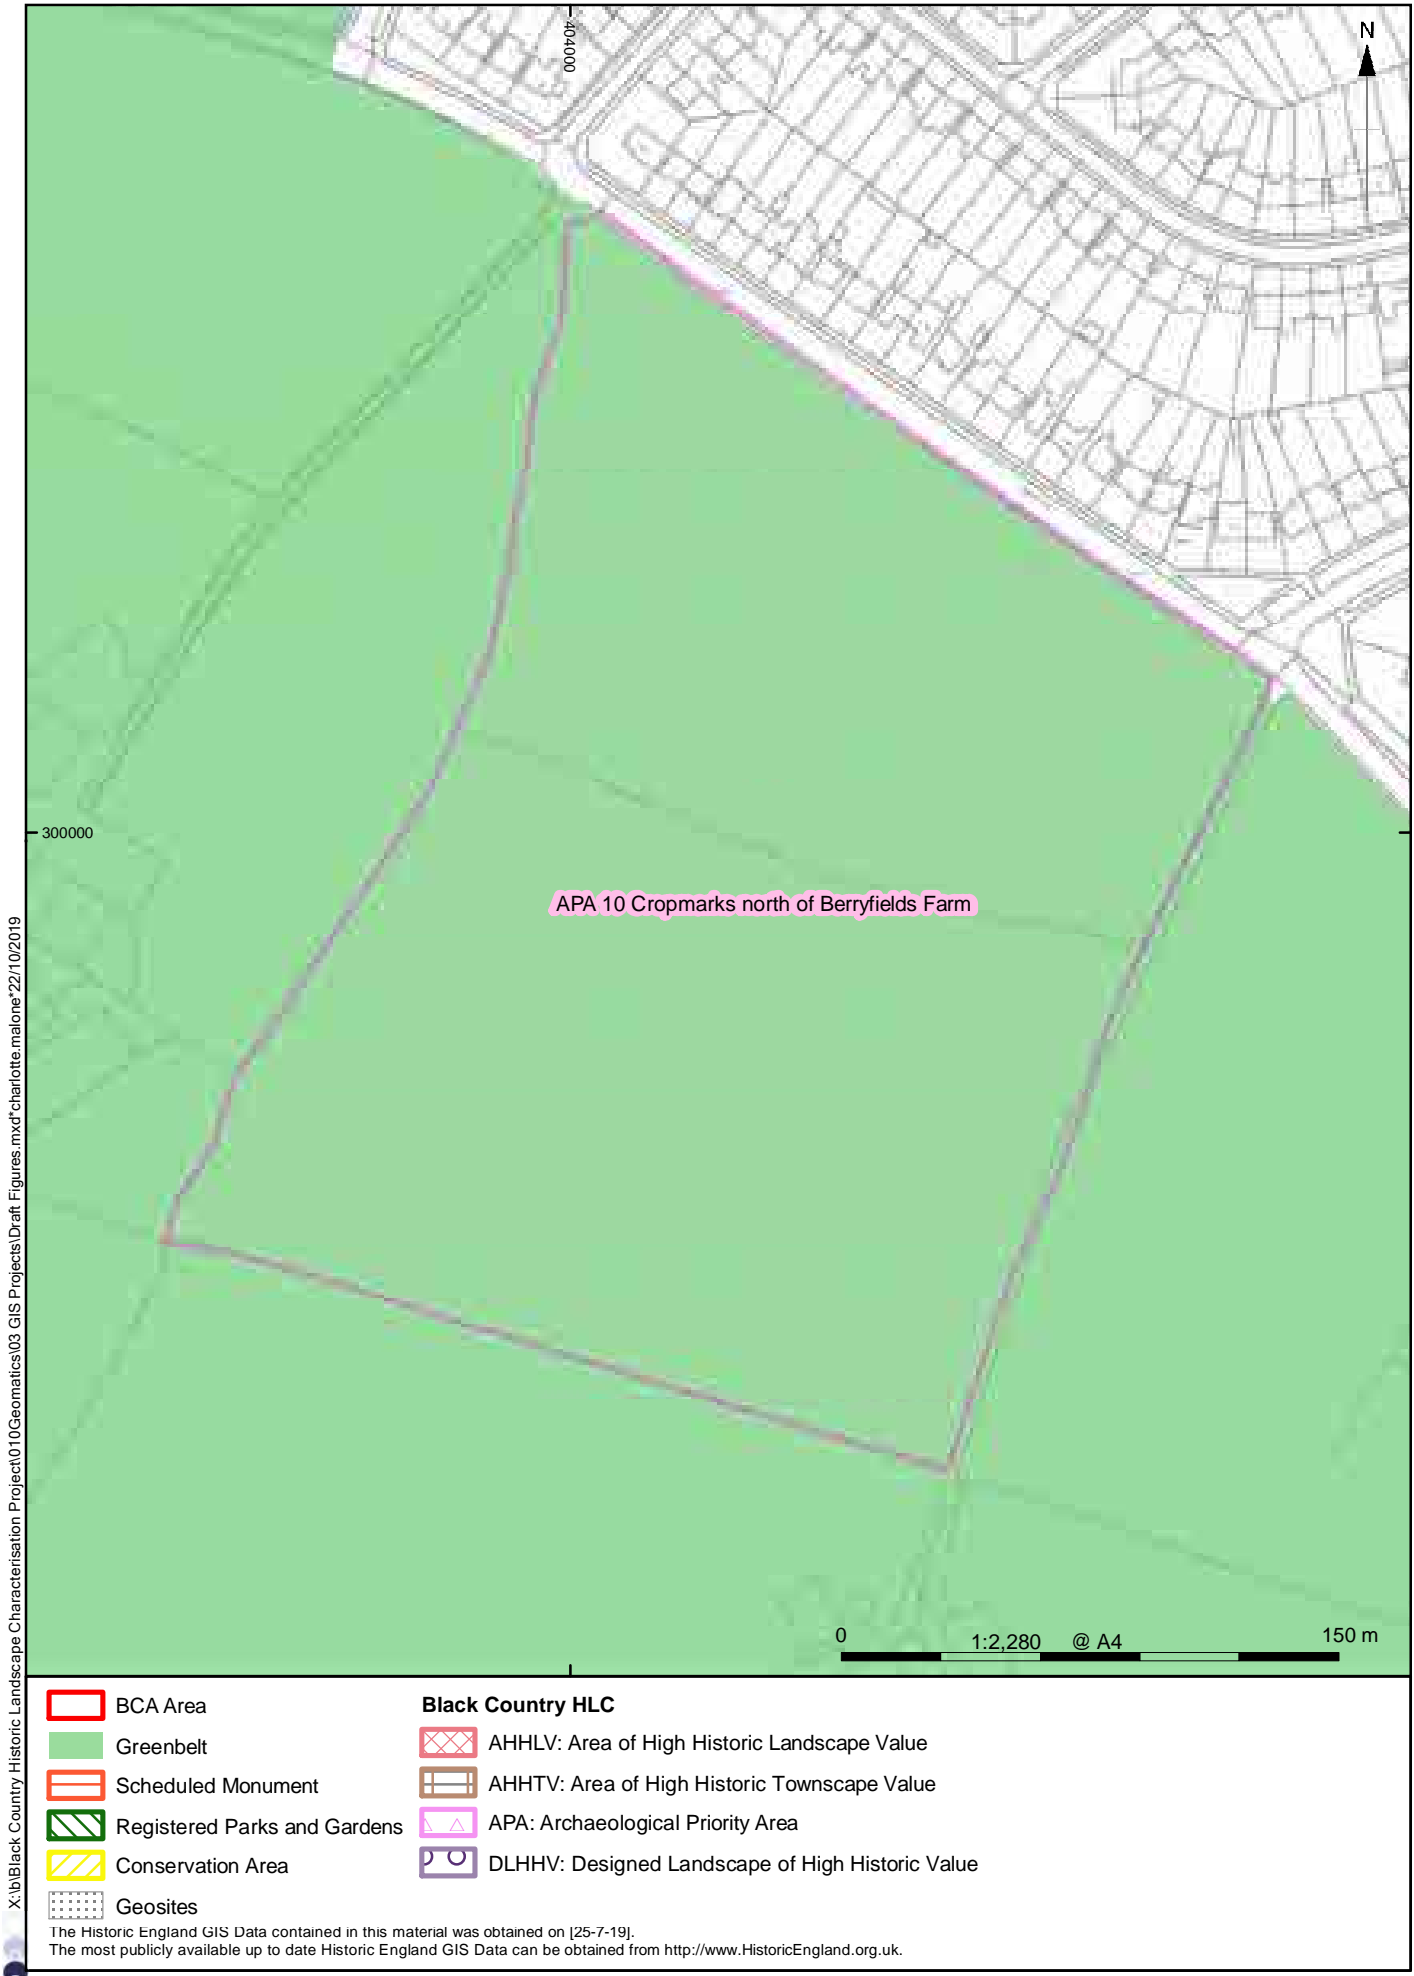 404000
N
300000
APA 10 Cropmarks north of Berryfields Farm
0 1:2,280 @ A4 150 m
BCA Area
Greenbelt
Scheduled Monument
Registered Parks and Gardens
Conservation Area
Geosites
Black Country HLC
AHHLV: Area of High Historic Landscape Value
AHHTV: Area of High Historic Townscape Value
APA: Archaeological Priority Area
DLHHV: Designed Landscape of High Historic Value
The Historic England GIS Data contained in this material was obtained on [25-7-19].
The most publicly available up to date Historic England GIS Data can be obtained from http://www.HistoricEngland.org.uk.
X:\b\Black Country Historic Landscape Characterisation Project\010Geomatics\03 GIS Projects\Draft Figures.mxd*charlotte.malone*22/10/2019